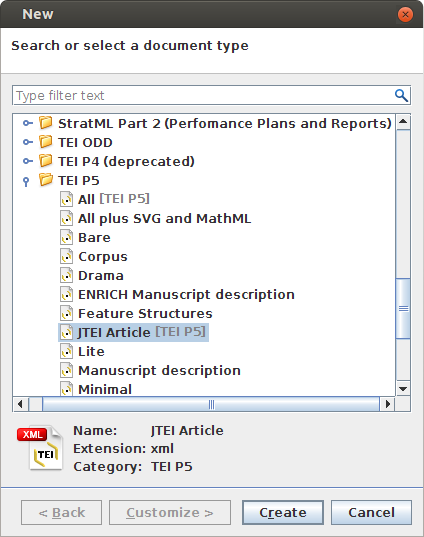 New
Search or select a document type
Type filter text
StratML Part 2 (Perfomance Plans and Reports)
TEI ODD
TEI P4 (deprecated)
TEI P5
All [TEI P5]
All plus SVG and MathML
Bare
Corpus
Drama
ENRICH Manuscript description
Feature Structures
JTEI Article [TEI P5]
Lite
Manuscript description
Minimal
XML TEI
Name: JTEI Article
Extension: xml
Category: TEI P5
< Back Customize > Create Cancel